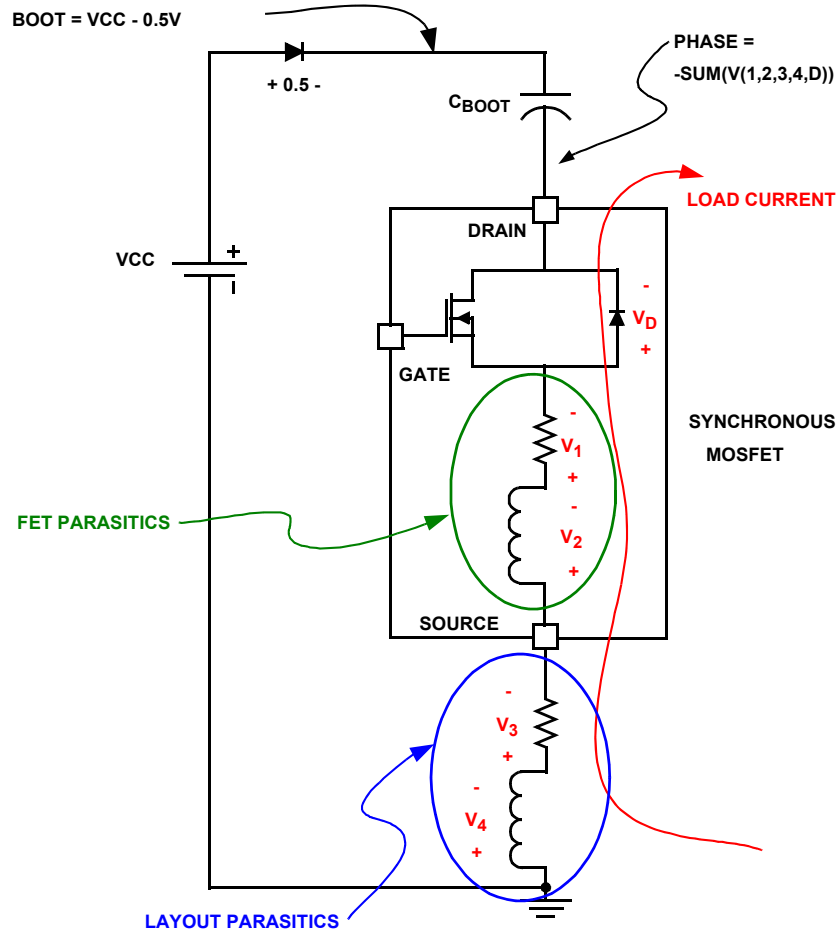 BOOT = VCC - 0.5V
PHASE =
-SUM(V(1,2,3,4,D))
+ 0.5 -
CBOOT
LOAD CURRENT
DRAIN
VCC
+
-
-
VD
+
GATE
SYNCHRONOUS
MOSFET
-
V1
+
-
V2
+
FET PARASITICS
SOURCE
-
V3
+
-
V4
+
LAYOUT PARASITICS